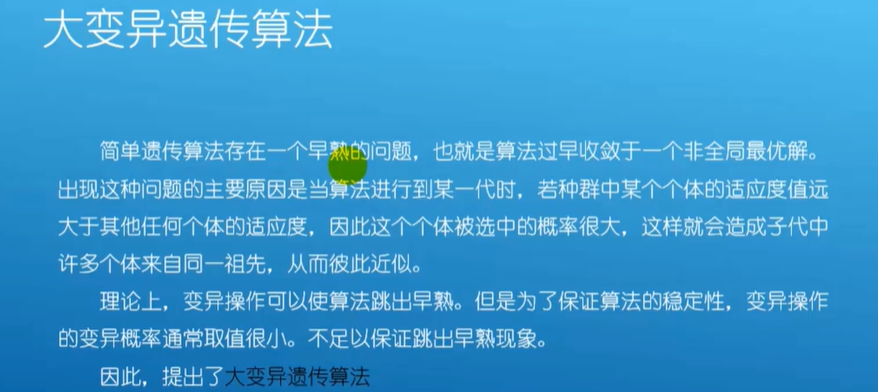 大变异遗传算法
简单遗传算法存在一个早熟的问题，也就是算法过早收敛于一个非全局最优解。
出现这种问题的主要原因是当算法进行到某一代时，若种群中某个个体的适应度值远
大于其他任何个体的适应度，因此这个个体被选中的概率很大，这样就会造成子代中
许多个体来自同一祖先，从而彼此近似。
理论上，变异操作可以使算法跳出早熟。但是为了保证算法的稳定性，变异操作
的变异概率通常取值很小。不足以保证跳出早熟现象。
因此，提出了大变异遗传算法